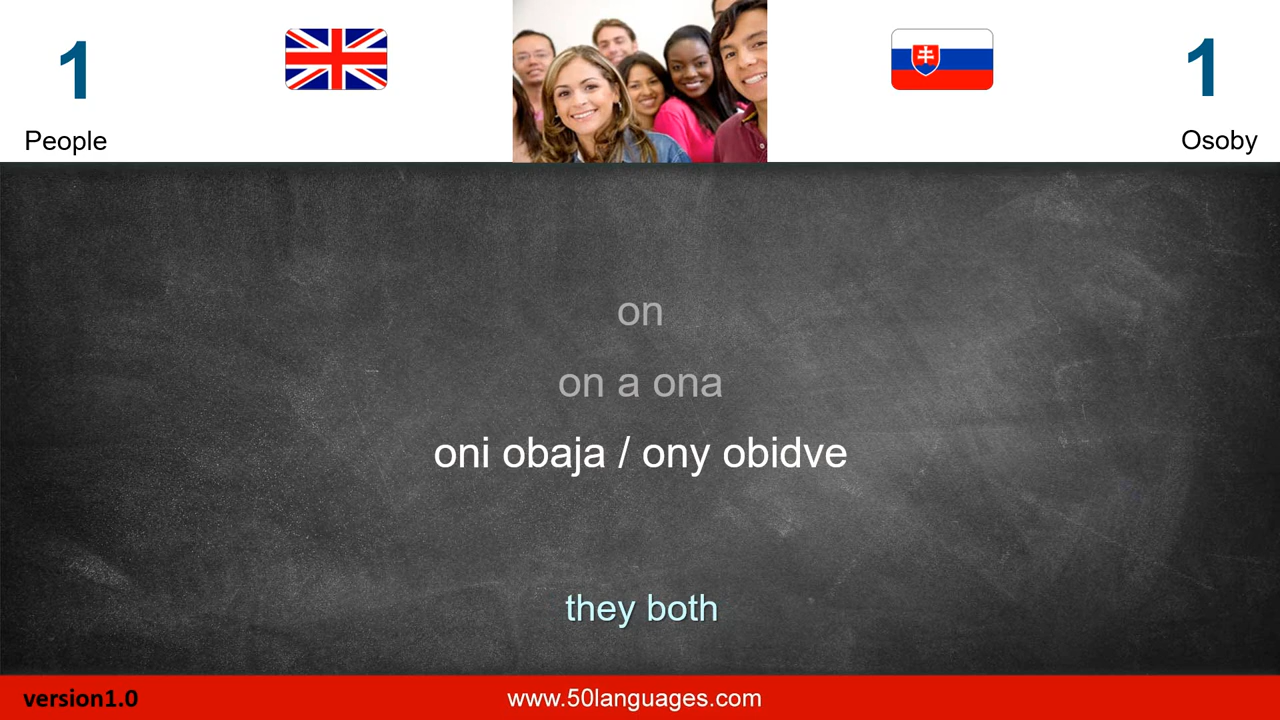 1
1
People
Osoby
on
on a ona
oni obaja / ony obidve
they both
version1.0
www.50languages.com